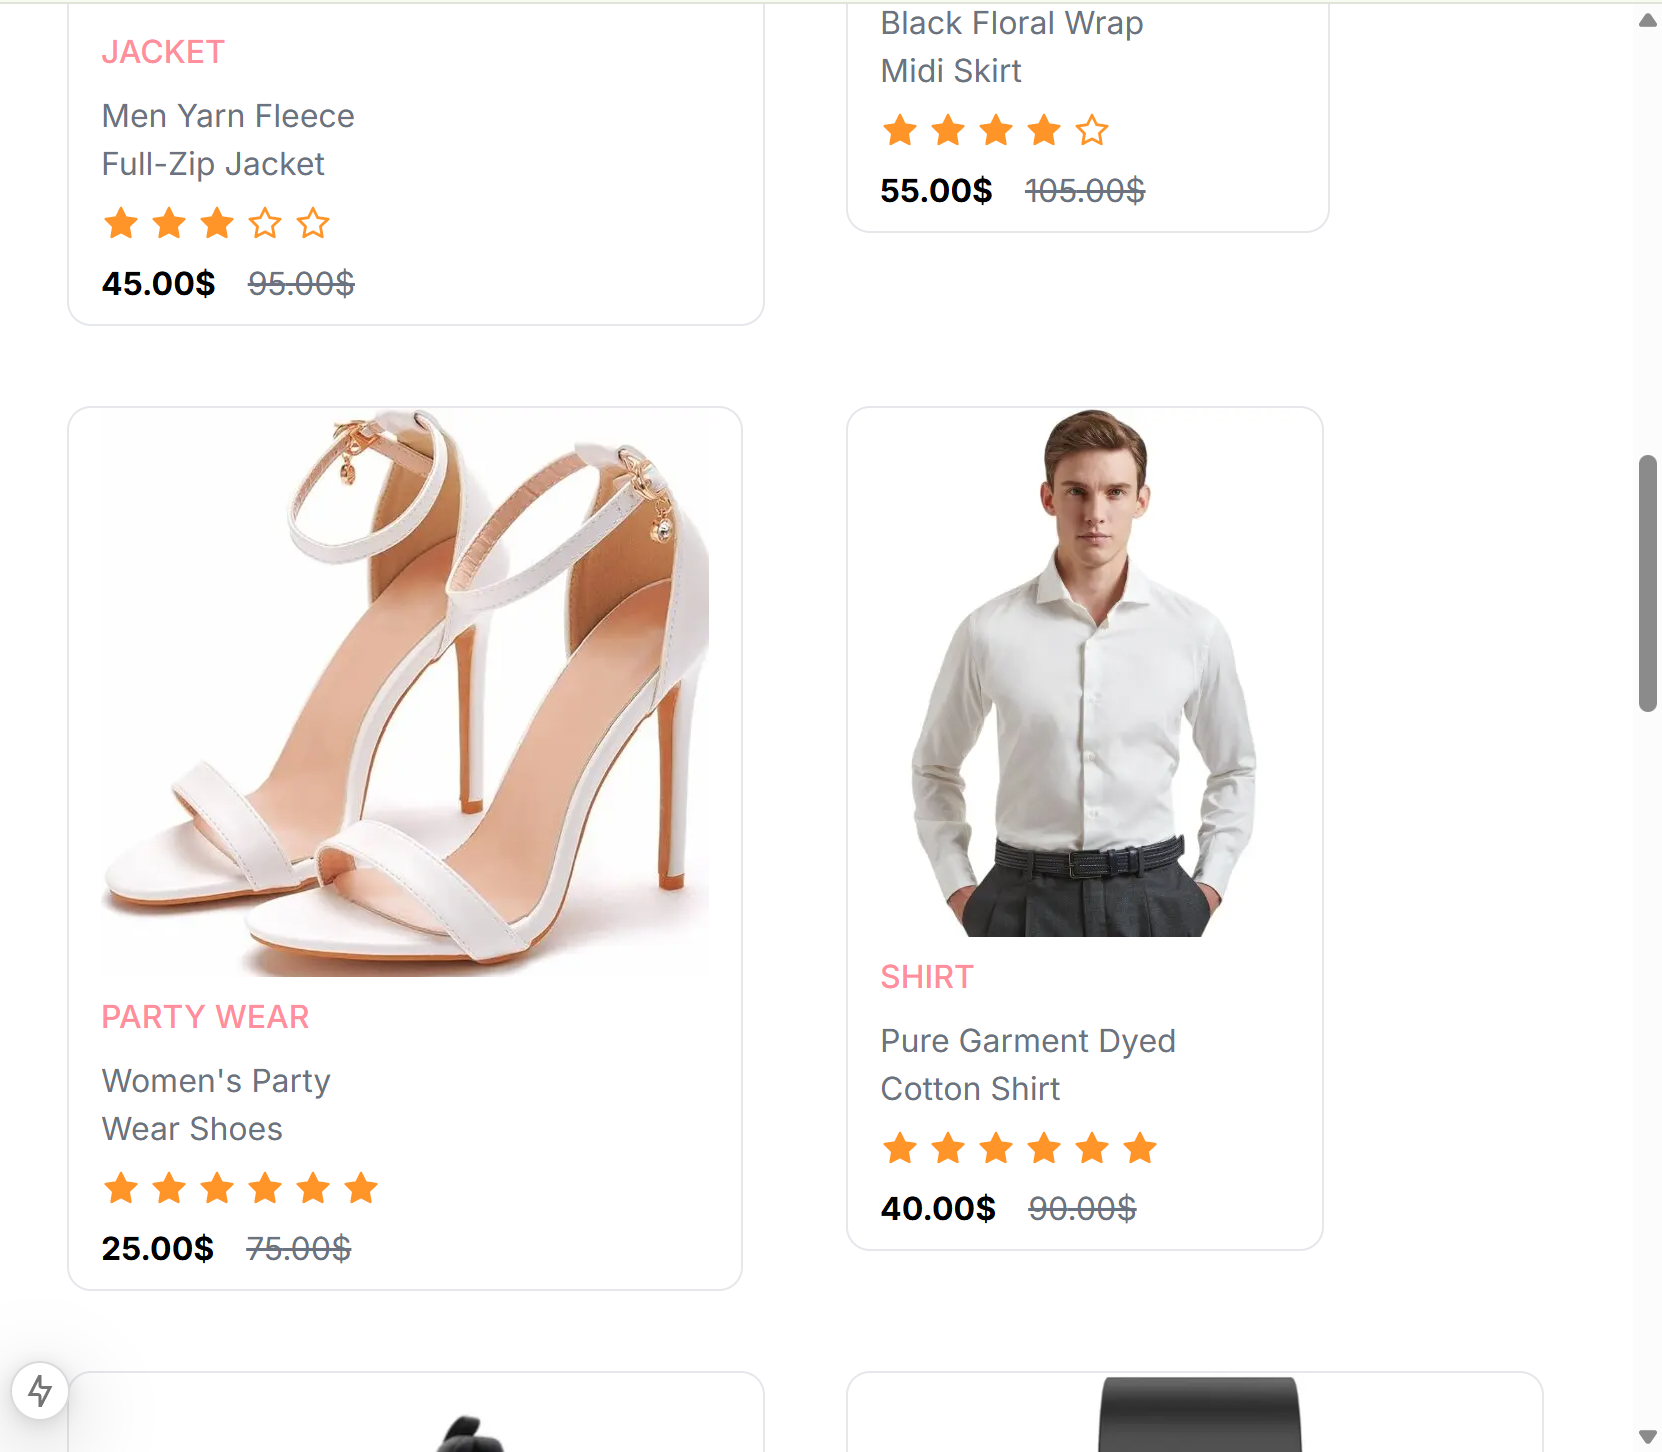 JACKET
Men Yarn Fleece
Full-Zip Jacket
45.00$ 95.00$
Black Floral Wrap
Midi Skirt
55.00$ 105.00$
PARTY WEAR
Women's Party
Wear Shoes
25.00$ 75.00$
SHIRT
Pure Garment Dyed
Cotton Shirt
40.00$ 90.00$